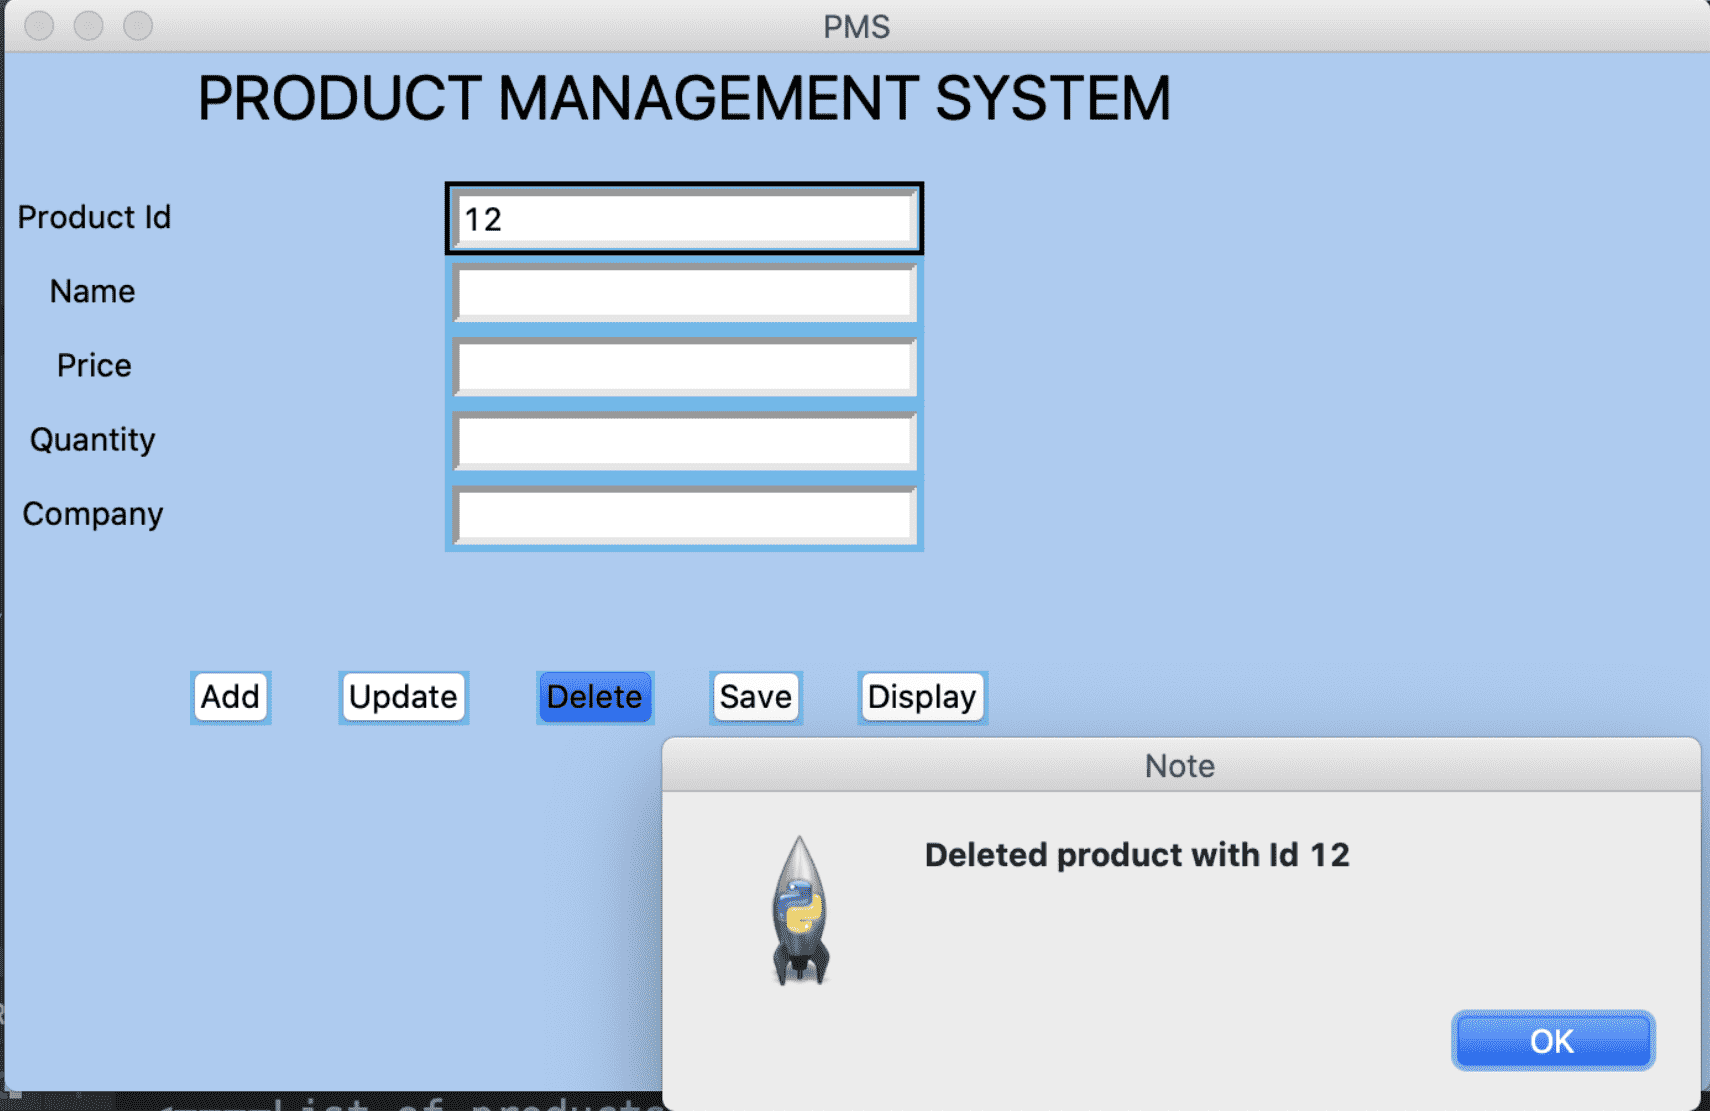 PMS
PRODUCT MANAGEMENT SYSTEM
Product Id 12
Name
Price
Quantity
Company
Add Update Delete Save Display
Note
Deleted product with Id 12
OK
List of products